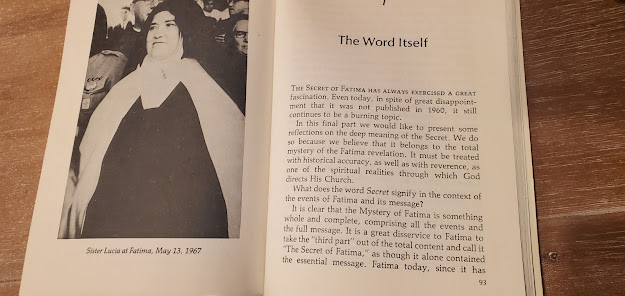 Sister Lucia at Fatima, May 13, 1967
The Word Itself
THE SECRET OF FATIMA HAS ALWAYS EXERCISED A GREAT
fascination. Even today, in spite of great disappoint-
ment that it was not published in 1960, it still
continues to be a burning topic.
In this final part we would like to present some
reflections on the deep meaning of the Secret. We do
so because we believe that it belongs to the total
mystery of the Fatima revelation. It must be treated
with historical accuracy, as well as with reverence, as
one of the spiritual realities through which God
directs His Church.
What does the word Secret signify in the context of
the events of Fatima and its message?
It is clear that the Mystery of Fatima is something
whole and complete, comprising all the events and
the full message. It is a great disservice to Fatima to
take the "third part" out of the total content and call it
"The Secret of Fatima," as though it alone contained
the essential message. Fatima today, since it has
93